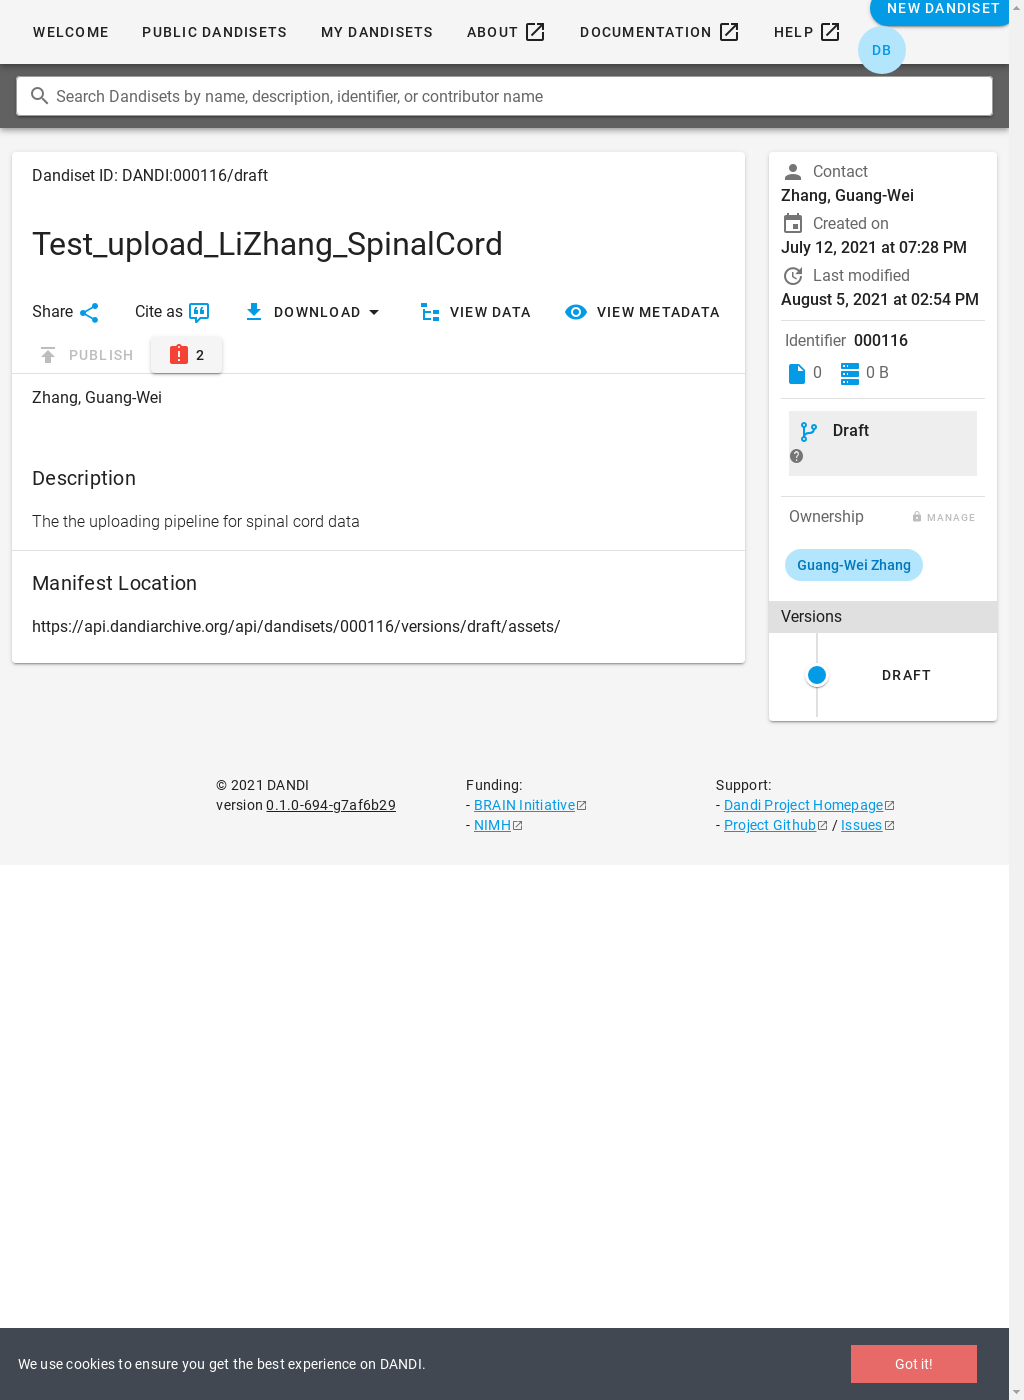 WELCOME PUBLIC DANDISETS MY DANDISETS ABOUT DOCUMENTATION HELP NEW DANDISET
DB
Search Dandisets by name, description, identifier, or contributor name
Dandiset ID: DANDI:000116/draft
Test_upload_LiZhang_SpinalCord
Share Cite as DOWNLOAD VIEW DATA VIEW METADATA
PUBLISH 2
Zhang, Guang-Wei
Description
The the uploading pipeline for spinal cord data
Manifest Location
https://api.dandiarchive.org/api/dandisets/000116/versions/draft/assets/
Contact
Zhang, Guang-Wei
Created on
July 12, 2021 at 07:28 PM
Last modified
August 5, 2021 at 02:54 PM
Identifier 000116
0 0 B
Draft
Ownership MANAGE
Guang-Wei Zhang
Versions
DRAFT
© 2021 DANDI
version 0.1.0-694-g7af6b29
Funding:
- BRAIN Initiative
- NIMH
Support:
- Dandi Project Homepage
- Project Github / Issues
We use cookies to ensure you get the best experience on DANDI.
Got it!